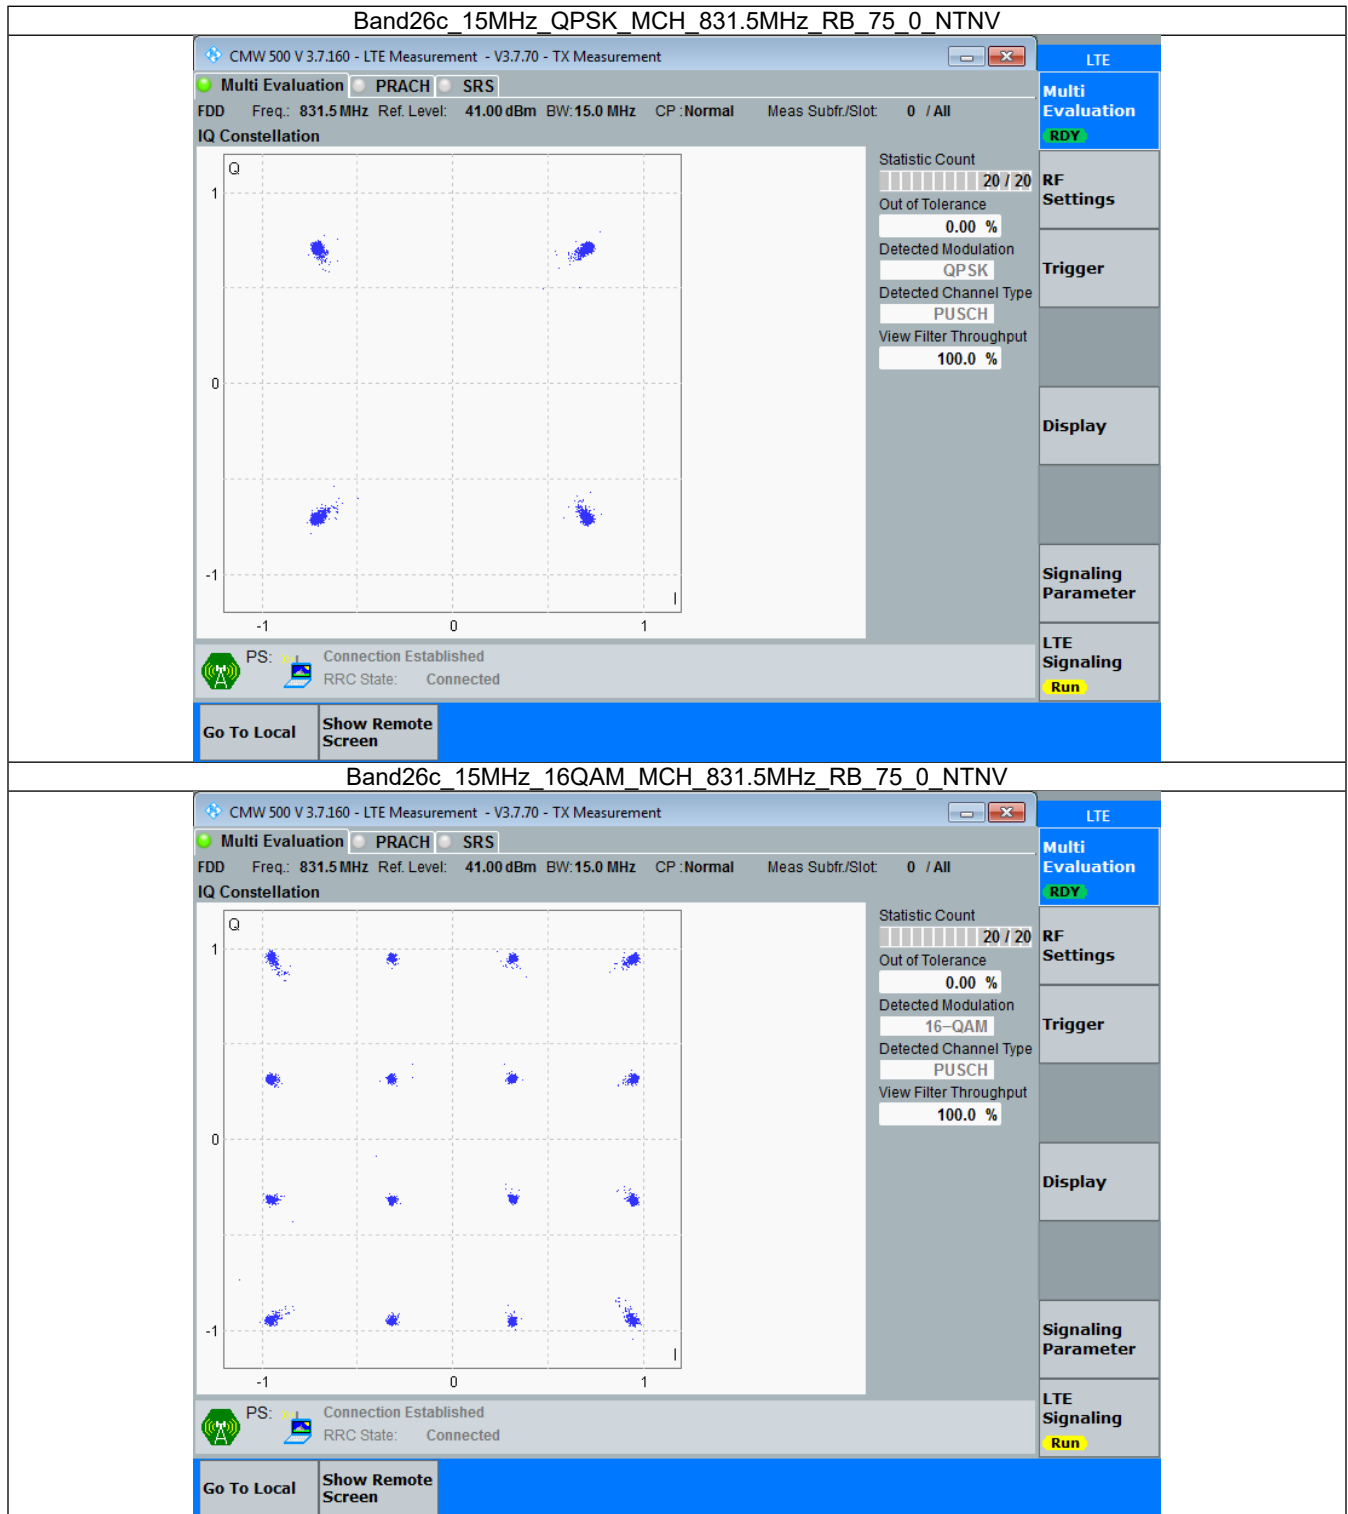 Band26c_15MHz_QPSK_MCH_831.5MHz_RB_75_0_NTNV
CMW 500 V 3.7.160 - LTE Measurement - V3.7.70 - TX Measurement
LTE
Multi Evaluation PRACH SRS
Multi
Evaluation
RDY
FDD Freq.: 831.5 MHz Ref. Level: 41.00 dBm BW: 15.0 MHz CP : Normal Meas Subfr./Slot: 0 / All
IQ Constellation
Q
1
0
-1
I
-1 0 1
Statistic Count
20 / 20
Out of Tolerance
0.00 %
Detected Modulation
QPSK
Detected Channel Type
PUSCH
View Filter Throughput
100.0 %
RF
Settings
Trigger
Display
Signaling
Parameter
LTE
Signaling
Run
PS: Connection Established
RRC State: Connected
Go To Local
Show Remote
Screen
Band26c_15MHz_16QAM_MCH_831.5MHz_RB_75_0_NTNV
CMW 500 V 3.7.160 - LTE Measurement - V3.7.70 - TX Measurement
LTE
Multi Evaluation PRACH SRS
Multi
Evaluation
RDY
FDD Freq.: 831.5 MHz Ref. Level: 41.00 dBm BW: 15.0 MHz CP : Normal Meas Subfr./Slot: 0 / All
IQ Constellation
Q
1
0
-1
I
-1 0 1
Statistic Count
20 / 20
Out of Tolerance
0.00 %
Detected Modulation
16-QAM
Detected Channel Type
PUSCH
View Filter Throughput
100.0 %
RF
Settings
Trigger
Display
Signaling
Parameter
LTE
Signaling
Run
PS: Connection Established
RRC State: Connected
Go To Local
Show Remote
Screen